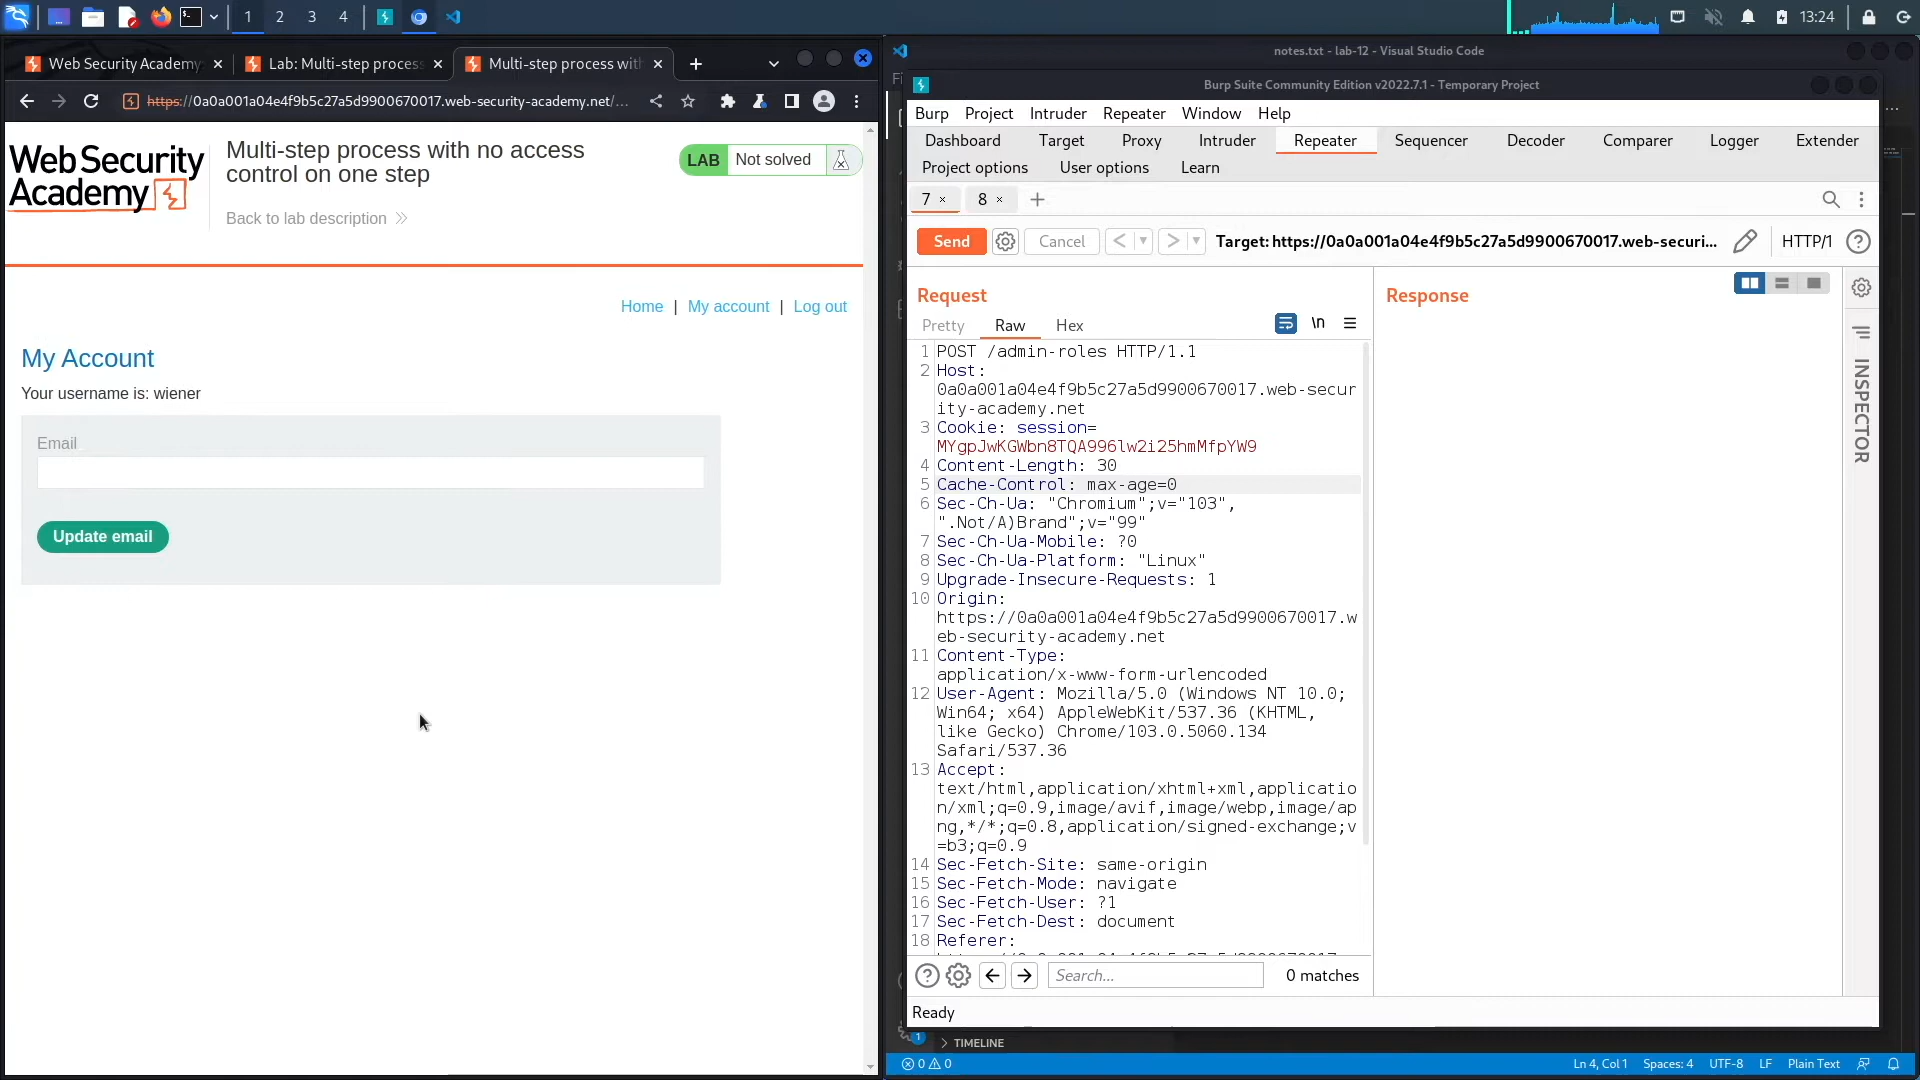 1 2 3 4
13:24
Web Security Academy
Lab: Multi-step process
Multi-step process with
https://0a0a001a04e4f9b5c27a5d9900670017.web-security-academy.net/...
WebSecurity
Academy
Multi-step process with no access
control on one step
Back to lab description
LAB Not solved
Home | My account | Log out
My Account
Your username is: wiener
Email
Update email
notes.txt - lab-12 - Visual Studio Code
Burp Suite Community Edition v2022.7.1 - Temporary Project
Burp Project Intruder Repeater Window Help
Dashboard Target Proxy Intruder Repeater Sequencer Decoder Comparer Logger Extender
Project options User options Learn
7 × 8 × +
Send Cancel < > Target: https://0a0a001a04e4f9b5c27a5d9900670017.web-securi... HTTP/1
Request
Pretty Raw Hex \n
1 POST /admin-roles HTTP/1.1
2 Host:
0a0a001a04e4f9b5c27a5d9900670017.web-secur
ity-academy.net
3 Cookie: session=
MYgpJwKGWbn8TQA996lw2i25hmMfpYW9
4 Content-Length: 30
5 Cache-Control: max-age=0
6 Sec-Ch-Ua: "Chromium";v="103",
".Not/A)Brand";v="99"
7 Sec-Ch-Ua-Mobile: ?0
8 Sec-Ch-Ua-Platform: "Linux"
9 Upgrade-Insecure-Requests: 1
10 Origin:
https://0a0a001a04e4f9b5c27a5d9900670017.w
eb-security-academy.net
11 Content-Type:
application/x-www-form-urlencoded
12 User-Agent: Mozilla/5.0 (Windows NT 10.0;
Win64; x64) AppleWebKit/537.36 (KHTML,
like Gecko) Chrome/103.0.5060.134
Safari/537.36
13 Accept:
text/html,application/xhtml+xml,applicatio
n/xml;q=0.9,image/avif,image/webp,image/ap
ng,*/*;q=0.8,application/signed-exchange;v
=b3;q=0.9
14 Sec-Fetch-Site: same-origin
15 Sec-Fetch-Mode: navigate
16 Sec-Fetch-User: ?1
17 Sec-Fetch-Dest: document
18 Referer:
Search... 0 matches
Response
INSPECTOR
Ready
1
> TIMELINE
0 0
Ln 4, Col 1 Spaces: 4 UTF-8 LF Plain Text